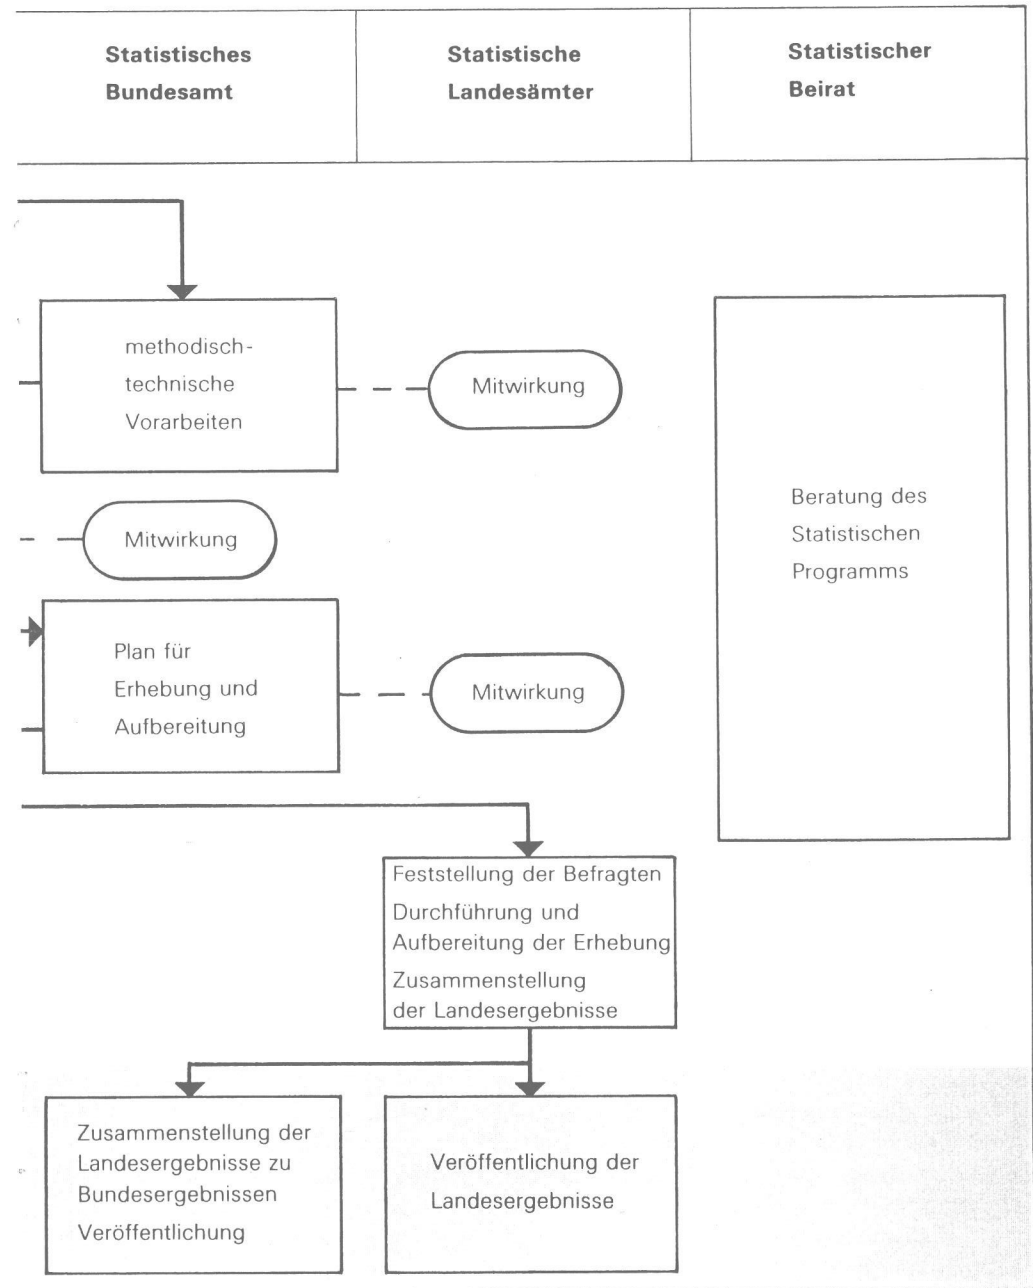 Statistisches
Bundesamt
Statistische
Landesämter
Statistischer
Beirat
methodisch-
technische
Vorarbeiten
Mitwirkung
Mitwirkung
Plan für
Erhebung und
Aufbereitung
Mitwirkung
Beratung des
Statistischen
Programms
Feststellung der Befragten
Durchführung und
Aufbereitung der Erhebung
Zusammenstellung
der Landesergebnisse
Zusammenstellung der
Landesergebnisse zu
Bundesergebnissen
Veröffentlichung
Veröffentlichung der
Landesergebnisse